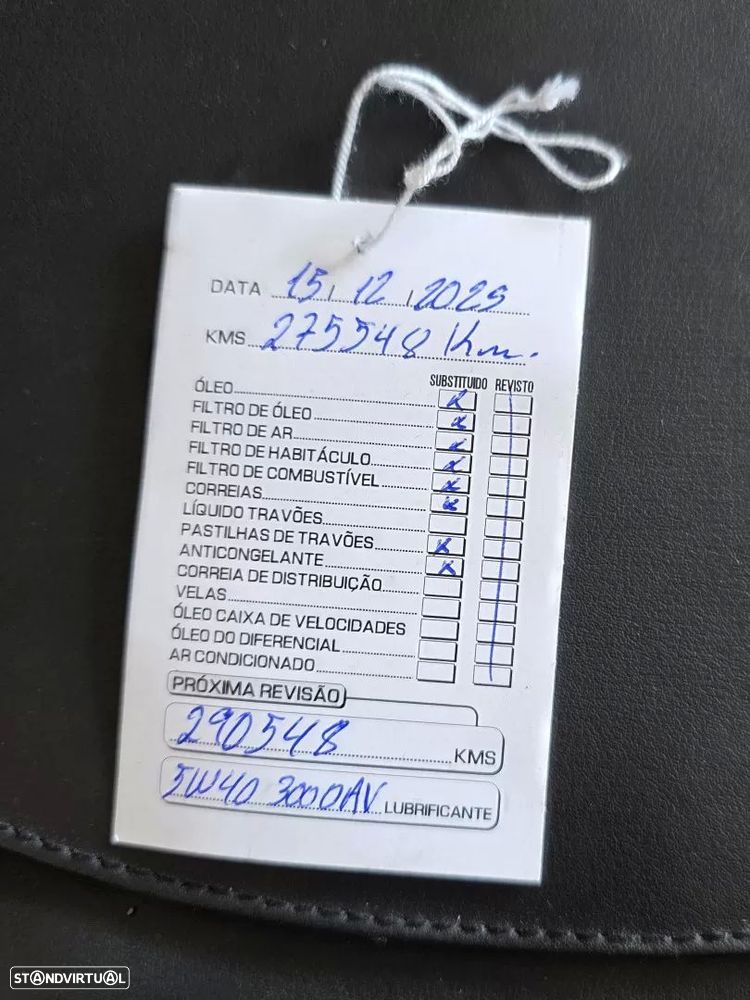 DATA 15 / 12 / 2025
KMS 275548 Km.
SUBSTITUIDO REVISTO
ÓLEO
FILTRO DE ÓLEO
FILTRO DE AR
FILTRO DE HABITÁCULO
FILTRO DE COMBUSTÍVEL
CORREIAS
LÍQUIDO TRAVÕES
PASTILHAS DE TRAVÕES
ANTICONGELANTE
CORREIA DE DISTRIBUIÇÃO
VELAS
ÓLEO CAIXA DE VELOCIDADES
ÓLEO DO DIFERENCIAL
AR CONDICIONADO
PRÓXIMA REVISÃO
290548 KMS
5W40 3000AV LUBRIFICANTE
STANDVIRTUAL